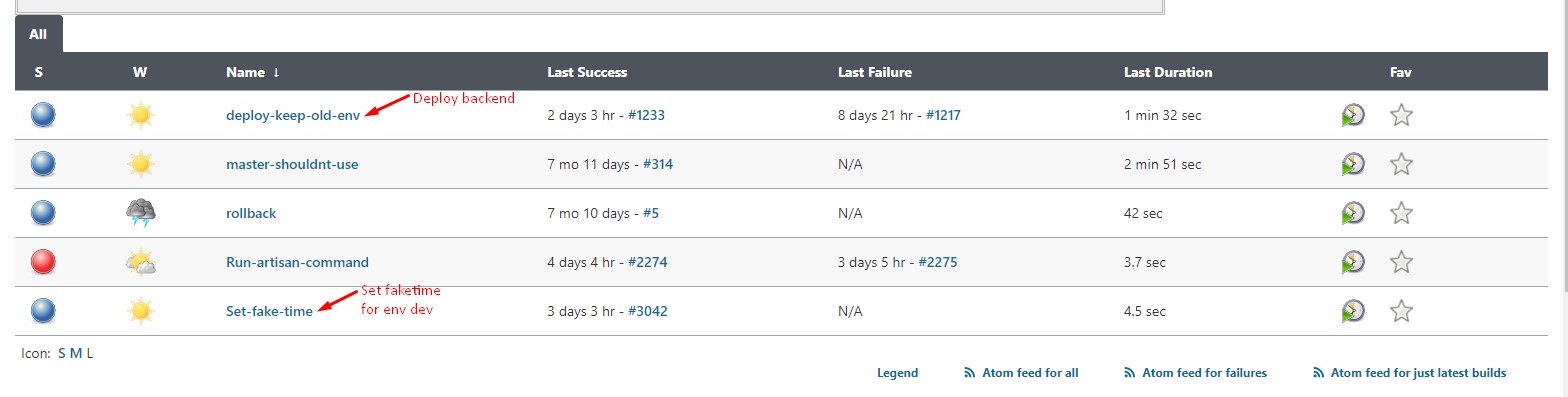 All
S W Name ↓ Last Success Last Failure Last Duration Fav
Deploy backend
deploy-keep-old-env 2 days 3 hr - #1233 8 days 21 hr - #1217 1 min 32 sec
master-shouldnt-use 7 mo 11 days - #314 N/A 2 min 51 sec
rollback 7 mo 10 days - #5 N/A 42 sec
Run-artisan-command 4 days 4 hr - #2274 3 days 5 hr - #2275 3.7 sec
Set faketime
for env dev
Set-fake-time 3 days 3 hr - #3042 N/A 4.5 sec
Icon: S M L
Legend Atom feed for all Atom feed for failures Atom feed for just latest builds